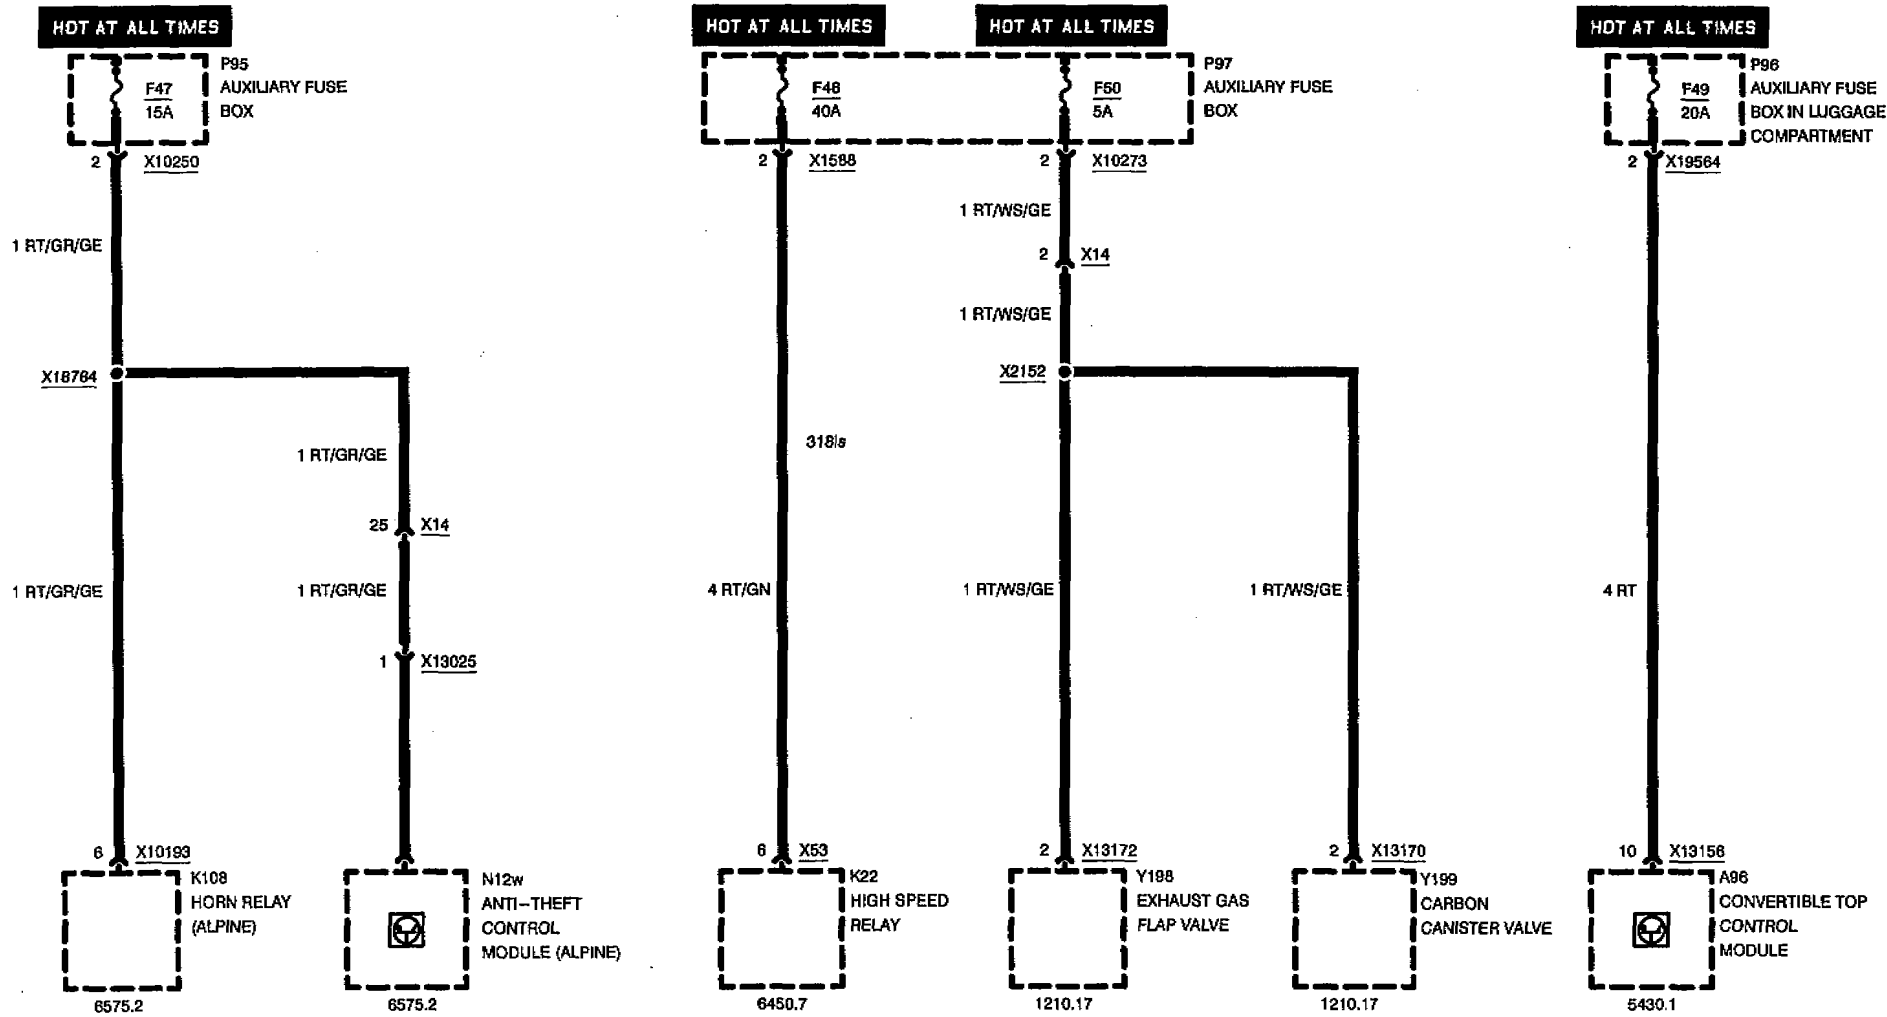 HOT AT ALL TIMES
HOT AT ALL TIMES
HOT AT ALL TIMES
HOT AT ALL TIMES
F47
15A
P95
AUXILIARY FUSE
BOX
F48
40A
F50
5A
P97
AUXILIARY FUSE
BOX
F49
20A
P96
AUXILIARY FUSE
BOX IN LUGGAGE
COMPARTMENT
2 X10250
2 X1588
2 X10273
2 X19564
1 RT/WS/GE
1 RT/GR/GE
2 X14
1 RT/WS/GE
X18764
X2152
318is
1 RT/GR/GE
25 X14
1 RT/GR/GE
1 RT/GR/GE
4 RT/GN
1 RT/WS/GE
1 RT/WS/GE
4 RT
1 X13025
6 X10193
6 X53
2 X13172
2 X13170
10 X13156
K108
HORN RELAY
(ALPINE)
N12w
ANTI-THEFT
CONTROL
MODULE (ALPINE)
K22
HIGH SPEED
RELAY
Y198
EXHAUST GAS
FLAP VALVE
Y199
CARBON
CANISTER VALVE
A96
CONVERTIBLE TOP
CONTROL
MODULE
6575.2
6575.2
6450.7
1210.17
1210.17
5430.1